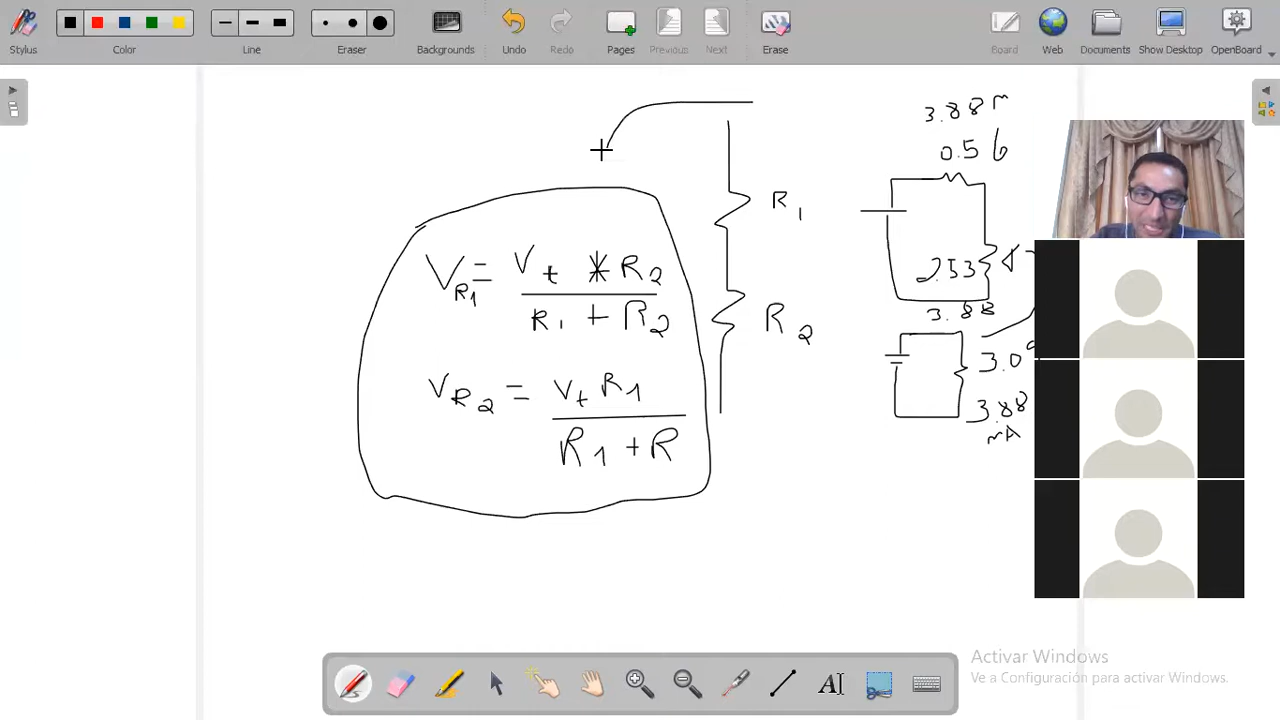 Stylus
Color
Line
Eraser
Backgrounds
Undo
Redo
Pages
Previous
Next
Erase
Board
Web
Documents
Show Desktop
OpenBoard
R1
R2
VR1 = Vt * R2
R1 + R2
VR2 = Vt R1
R1 + R
3.88 m
0.56
3.88
3.0
3.88
mA
AI
Activar Windows
Ve a Configuración para activar Windows.